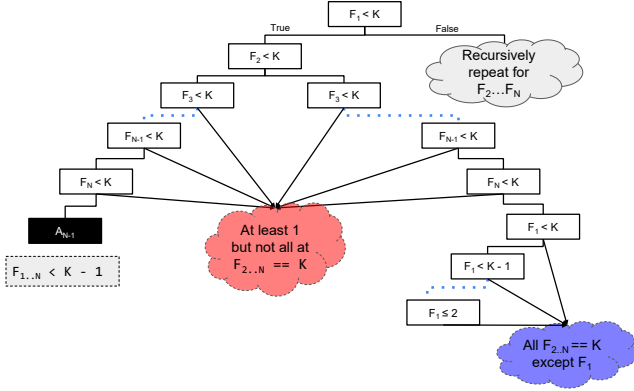 F1 < K
True
False
F2 < K
Recursively
repeat for
F2...FN
F3 < K
F3 < K
FN-1 < K
FN-1 < K
FN < K
FN < K
AN-1
At least 1
but not all at
F2..N == K
F1 < K
F1..N < K - 1
F1 < K - 1
F1 ≤ 2
All F2..N == K
except F1